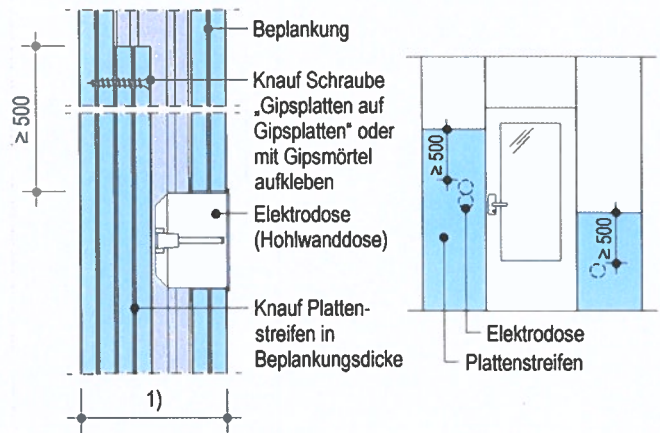 Beplankung
Knauf Schraube
„Gipsplatten auf
Gipsplatten“ oder
mit Gipsmörtel
aufkleben
Elektrodose
(Hohlwanddose)
Knauf Platten-
streifen in
Beplankungsdicke
≥ 500
1)
≥ 500
≥ 500
Elektrodose
Plattenstreifen